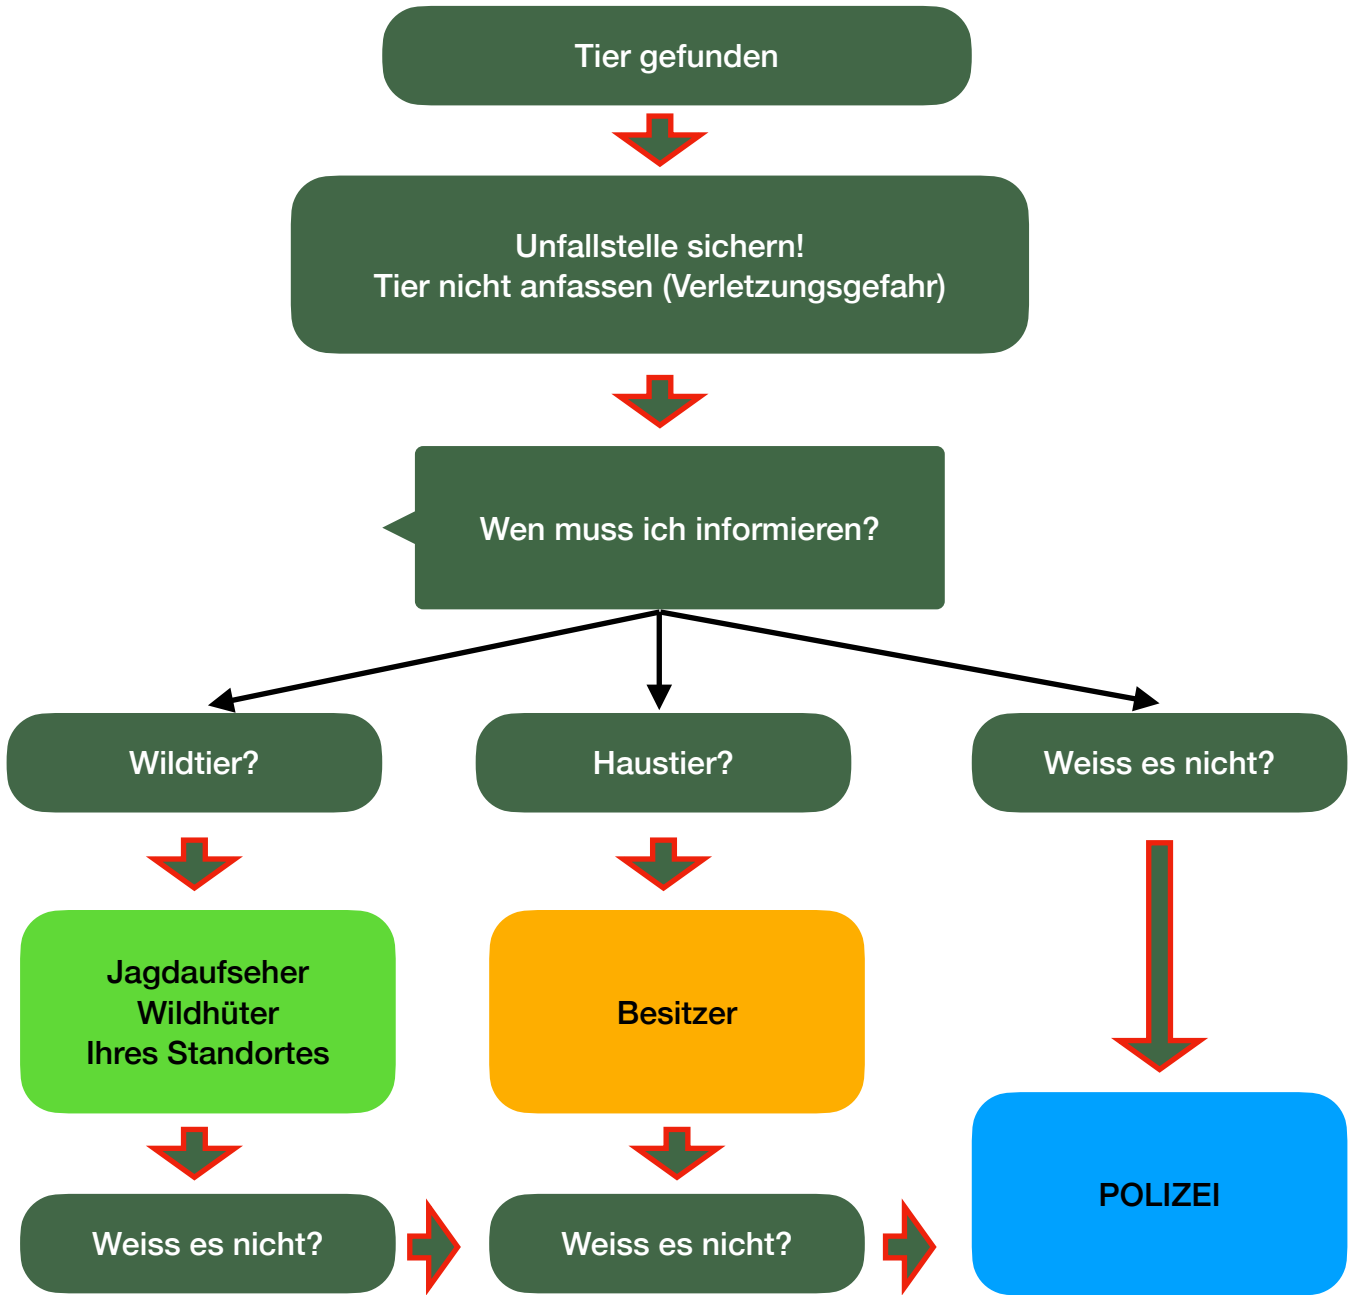 Tier gefunden
Unfallstelle sichern!
Tier nicht anfassen (Verletzungsgefahr)
Wen muss ich informieren?
Wildtier?
Haustier?
Weiss es nicht?
Jagdaufseher
Wildhüter
Ihres Standortes
Besitzer
POLIZEI
Weiss es nicht?
Weiss es nicht?